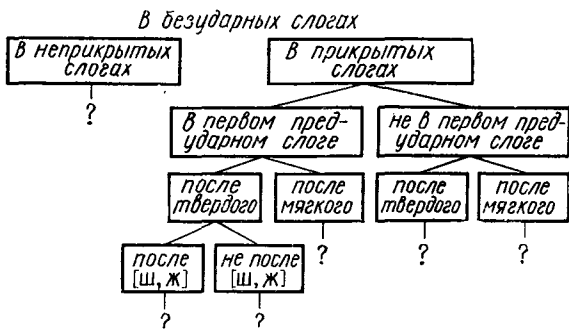 В безударных слогах
В неприкрытых
слогах
В прикрытых
слогах
?
В первом пред-
ударном слоге
не в первом пред-
ударном слоге
после
твердого
после
мягкого
после
твердого
после
мягкого
?
?
?
после
[Ш, Ж]
не после
[Ш, Ж]
?
?